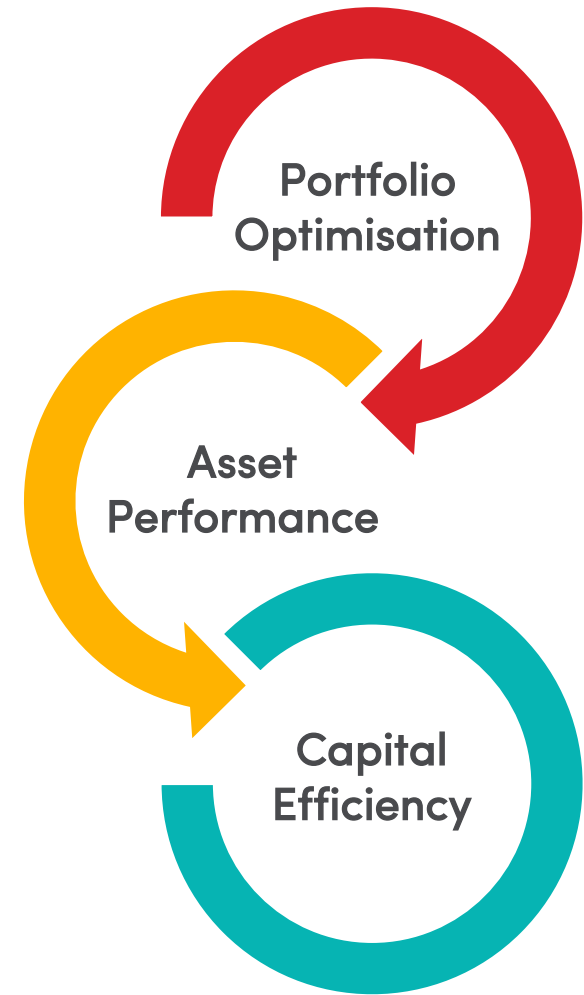 Portfolio
Optimisation
Asset
Performance
Capital
Efficiency